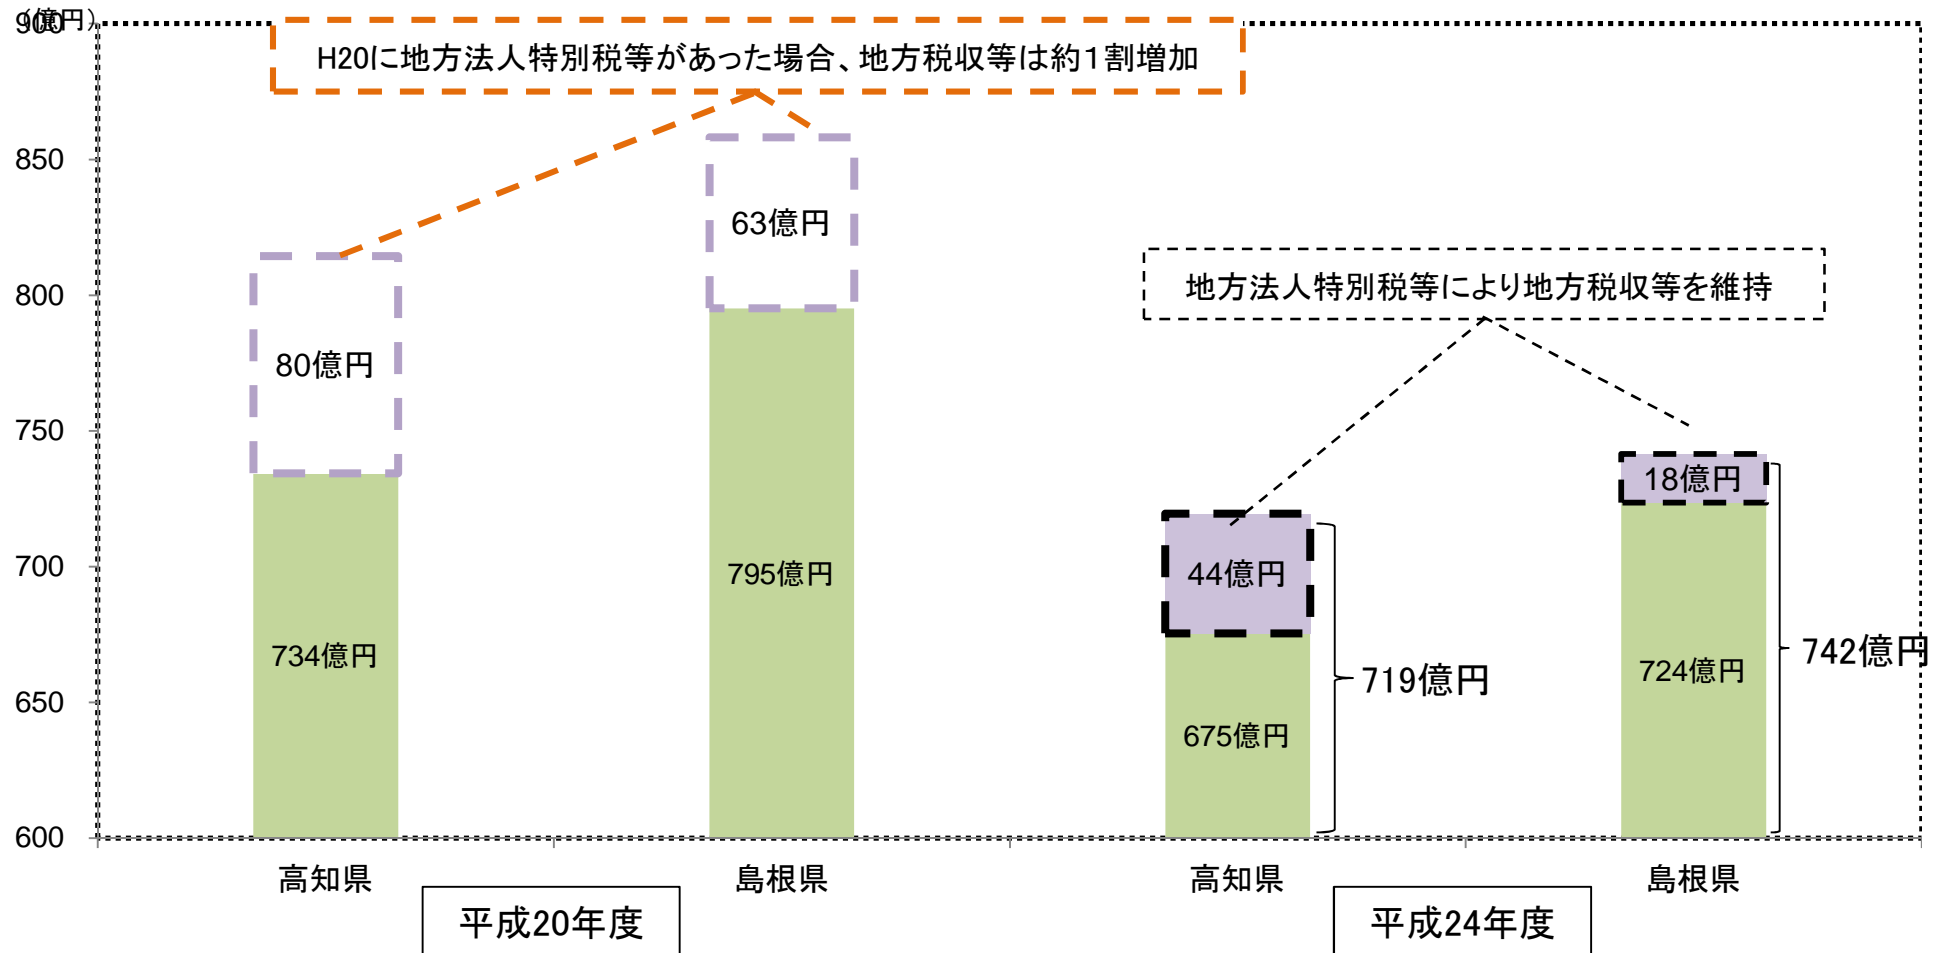 (億円)
900
850
800
750
700
650
600
H20に地方法人特別税等があった場合、地方税収等は約1割増加
63億円
80億円
地方法人特別税等により地方税収等を維持
18億円
44億円
795億円
734億円
742億円
724億円
719億円
675億円
高知県
島根県
高知県
島根県
平成20年度
平成24年度